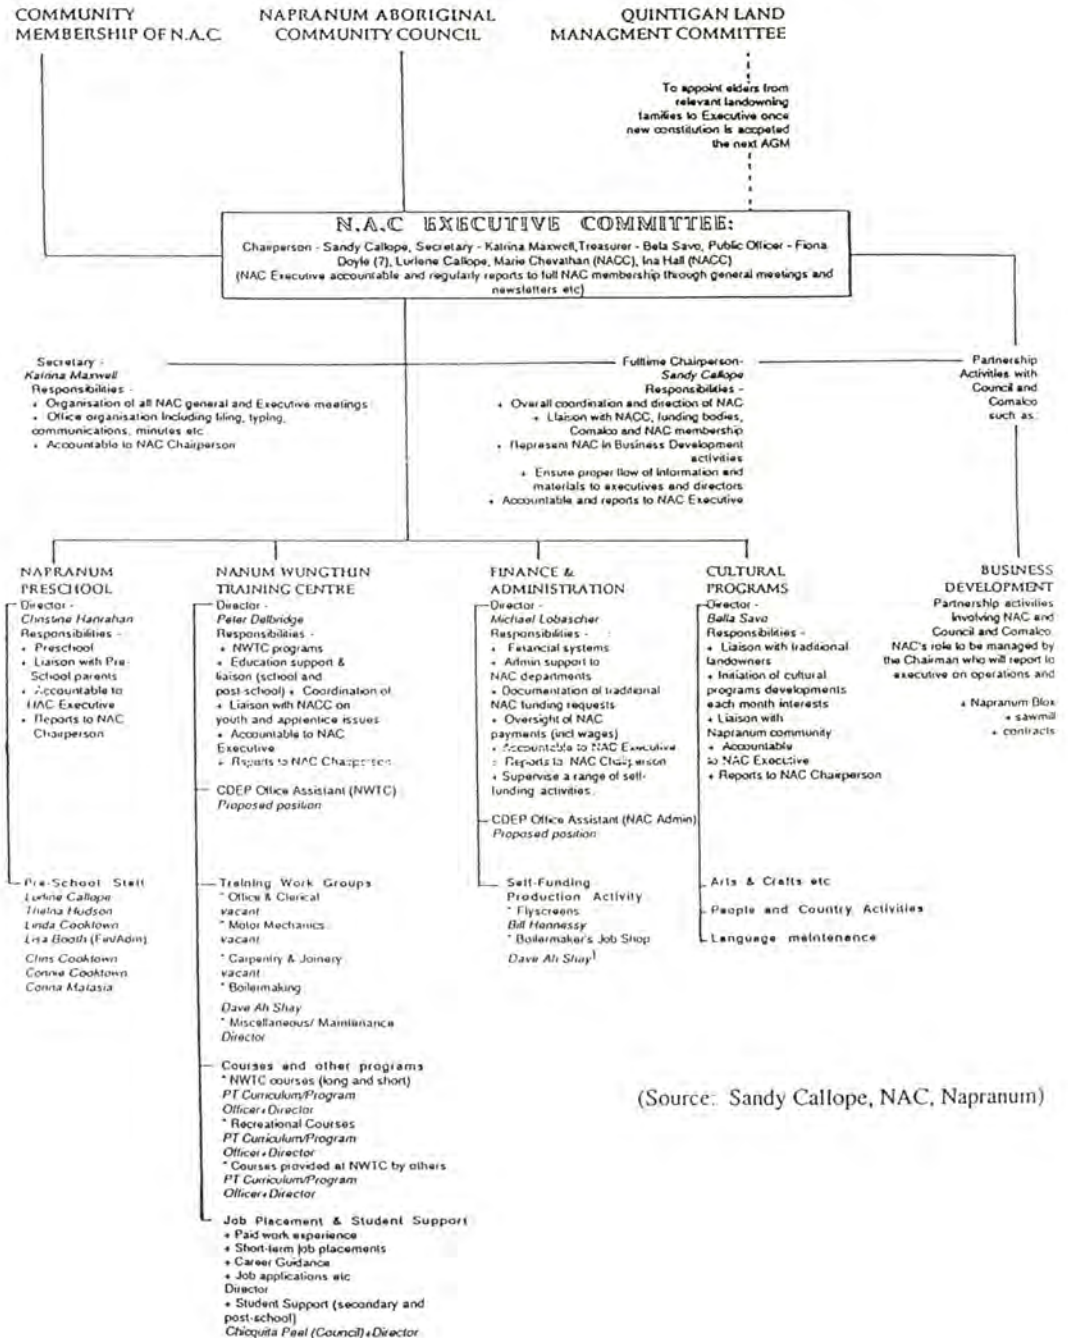 COMMUNITY
MEMBERSHIP OF N.A.C.
NAPRANUM ABORIGINAL
COMMUNITY COUNCIL
QUINTIGAN LAND
MANAGMENT COMMITTEE
To appoint elders from
relevant landowning
families to Executive once
new constitution is accpeted
the next AGM
N.A.C EXECUTIVE COMMITTEE:
Chairperson - Sandy Callope, Secretary - Katrina Maxwell, Treasurer - Beta Savo, Public Officer - Fiona
Doyle (?), Lurlene Callope, Marie Chevathan (NACC), Ina Hall (NACC)
(NAC Executive accountable and regularly reports to full NAC membership through general meetings and
newsletters etc)
Secretary -
Katrina Maxwell
Responsibilities -
+ Organisation of all NAC general and Executive meetings
+ Office organisation including filing, typing,
communications, minutes etc
+ Accountable to NAC Chairperson
Fulltime Chairperson-
Sandy Callope
Responsibilities -
+ Overall coordination and direction of NAC
+ Liaison with NACC, funding bodies,
Comalco and NAC membership
+ Represent NAC in Business Development
activities
+ Ensure proper flow of information and
materials to executives and directors
+ Accountable and reports to NAC Executive
Partnership
Activities with
Council and
Comalco
such as:
NAPRANUM
PRESCHOOL
Director -
Christine Hanrahan
Responsibilities -
+ Preschool
+ Liaison with Pre-
School parents
+ Accountable to
NAC Executive
+ Reports to NAC
Chairperson
Pre-School Staff
Lurline Callope
Thelna Hudson
Linda Cooktown
Lisa Booth (Fin/Adm)
Chris Cooktown
Connie Cooktown
Conna Matasia
NANUM WUNGTHIN
TRAINING CENTRE
Director -
Peter Delbridge
Responsibilities -
+ NWTC programs
+ Education support &
liaison (school and
post-school) + Coordination of
+ Liaison with NACC on
youth and apprentice issues
+ Accountable to NAC
Executive
+ Reports to NAC Chairperson
CDEP Office Assistant (NWTC)
Proposed position
Training Work Groups
* Office & Clerical
vacant
* Motor Mechanics
vacant
* Carpentry & Joinery
vacant
* Boilermaking
Dave Ah Shay
* Miscellaneous/ Maintenance
Director
Courses and other programs
* NWTC courses (long and short)
PT Curriculum/Program
Officer+Director
* Recreational Courses
PT Curriculum/Program
Officer+Director
* Courses provided at NWTC by others
PT Curriculum/Program
Officer+Director
Job Placement & Student Support
+ Paid work experience
+ Short-term job placements
+ Career Guidance
+ Job applications etc
Director
+ Student Support (secondary and
post-school)
Chicquita Peel (Council)+Director
FINANCE &
ADMINISTRATION
Director -
Michael Lobascher
Responsibilities -
+ Financial systems
+ Admin support to
NAC departments
+ Documentation of traditional
NAC funding requests
+ Oversight of NAC
payments (incl wages)
+ Accountable to NAC Executive
+ Reports to NAC Chairperson
+ Supervise a range of self-
funding activities.
CDEP Office Assistant (NAC Admin)
Proposed position
Self-Funding
Production Activity
* Flyscreens
Bill Hennessy
* Boilermaker's Job Shop
Dave Ah Shay¹
CULTURAL
PROGRAMS
Director -
Bella Savo
Responsibilities -
+ Liaison with traditional
landowners
+ Initiation of cultural
programs developments
each month interests
+ Liaison with
Napranum community
+ Accountable
to NAC Executive
+ Reports to NAC Chairperson
Arts & Crafts etc
People and Country Activities
Language maintenance
BUSINESS
DEVELOPMENT
Partnership activities
involving NAC and
Council and Comalco.
NAC's role to be managed by
the Chairman who will report to
executive on operations and
+ Napranum Blox
+ sawmill
+ contracts
(Source: Sandy Callope, NAC, Napranum)